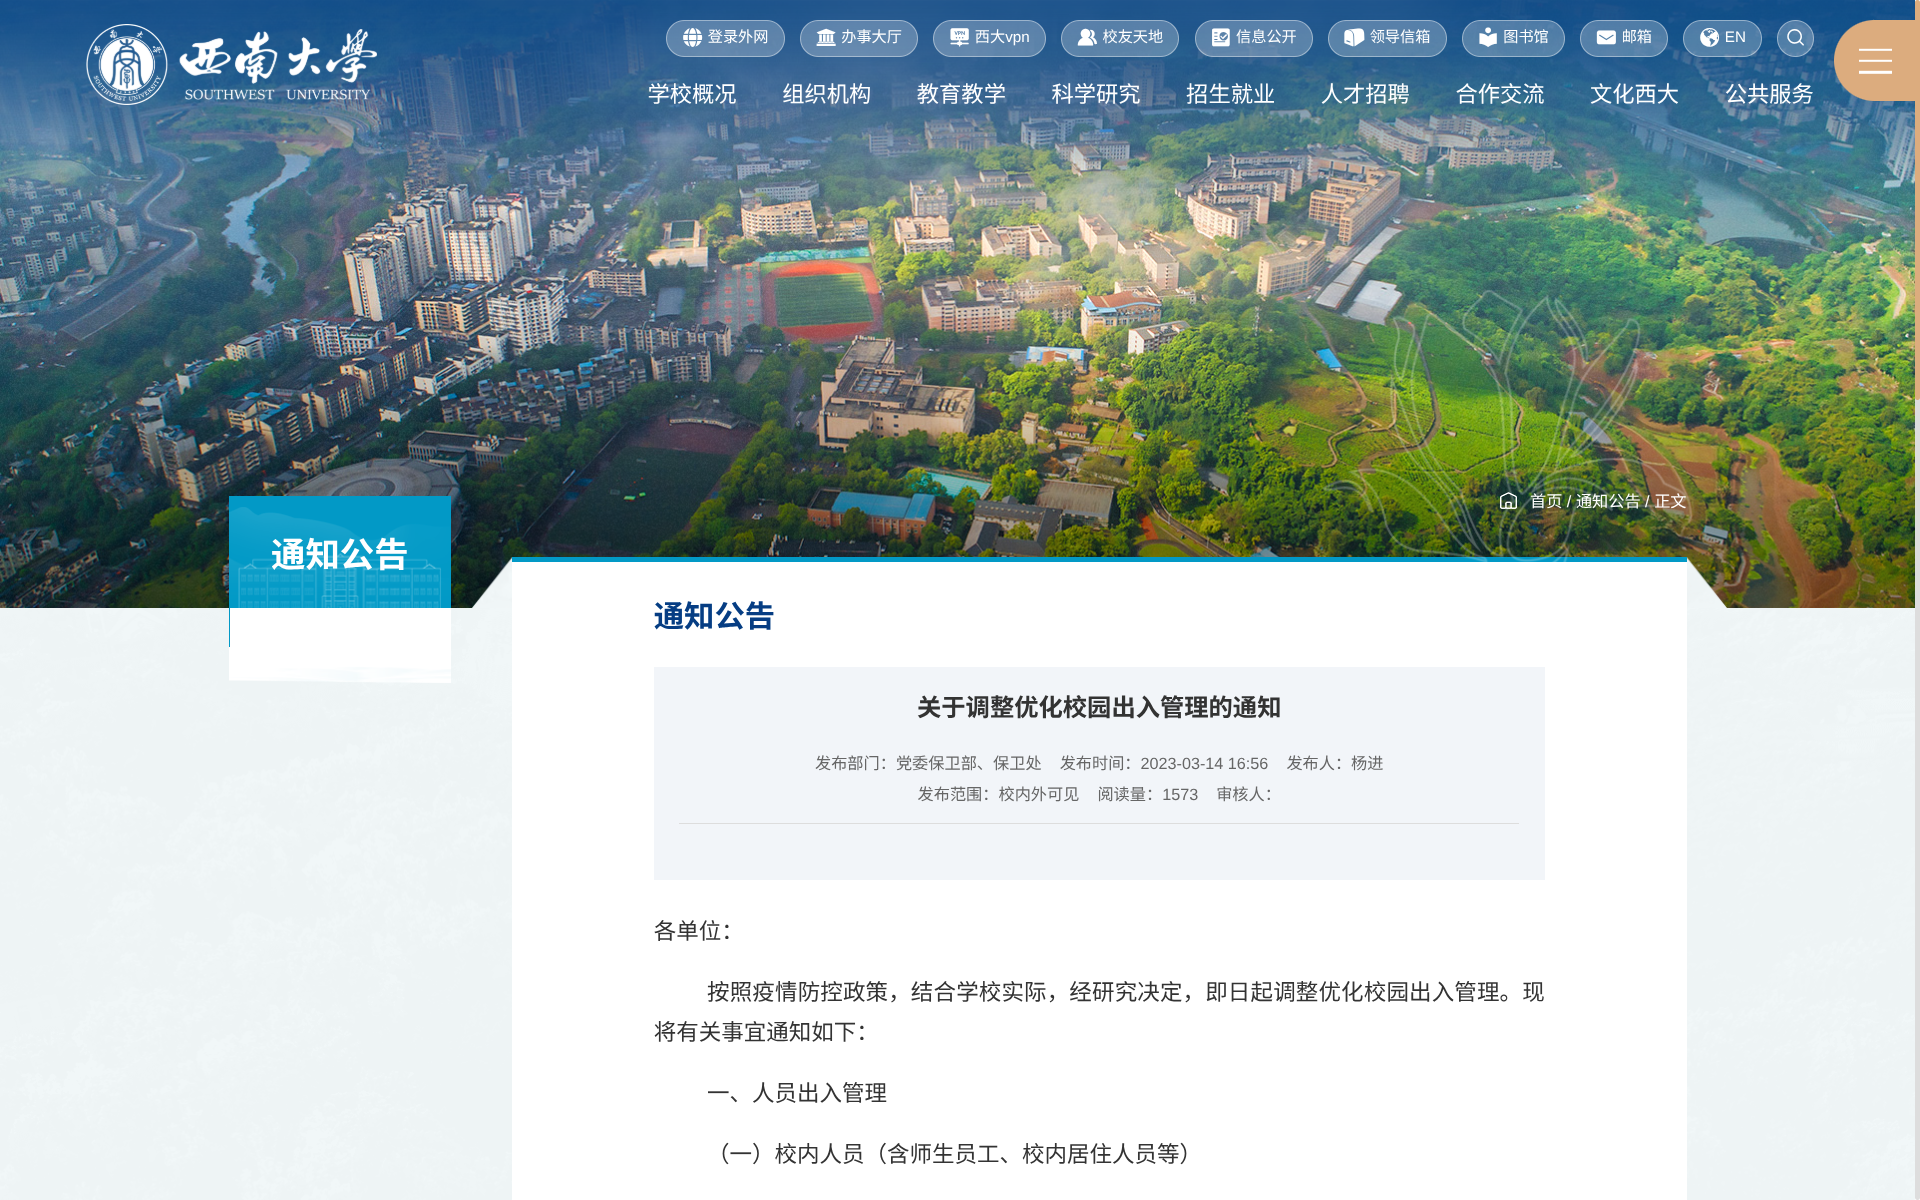 西南大學
SOUTHWEST UNIVERSITY
登录外网 办事大厅 西大vpn 校友天地 信息公开 领导信箱 图书馆 邮箱 EN
学校概况 组织机构 教育教学 科学研究 招生就业 人才招聘 合作交流 文化西大 公共服务
首页 / 通知公告 / 正文
通知公告
通知公告
关于调整优化校园出入管理的通知
发布部门：党委保卫部、保卫处 发布时间：2023-03-14 16:56 发布人：杨进
发布范围：校内外可见 阅读量：1573 审核人：
各单位：
按照疫情防控政策，结合学校实际，经研究决定，即日起调整优化校园出入管理。现
将有关事宜通知如下：
一、人员出入管理
（一）校内人员（含师生员工、校内居住人员等）